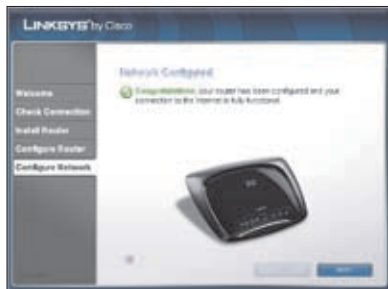 LINKSYS by Cisco
Network Configured
Congratulations, your router has been configured and your
connection to the Internet is fully functional.
Welcome
Check Connection
Install Router
Configure Router
Configure Network